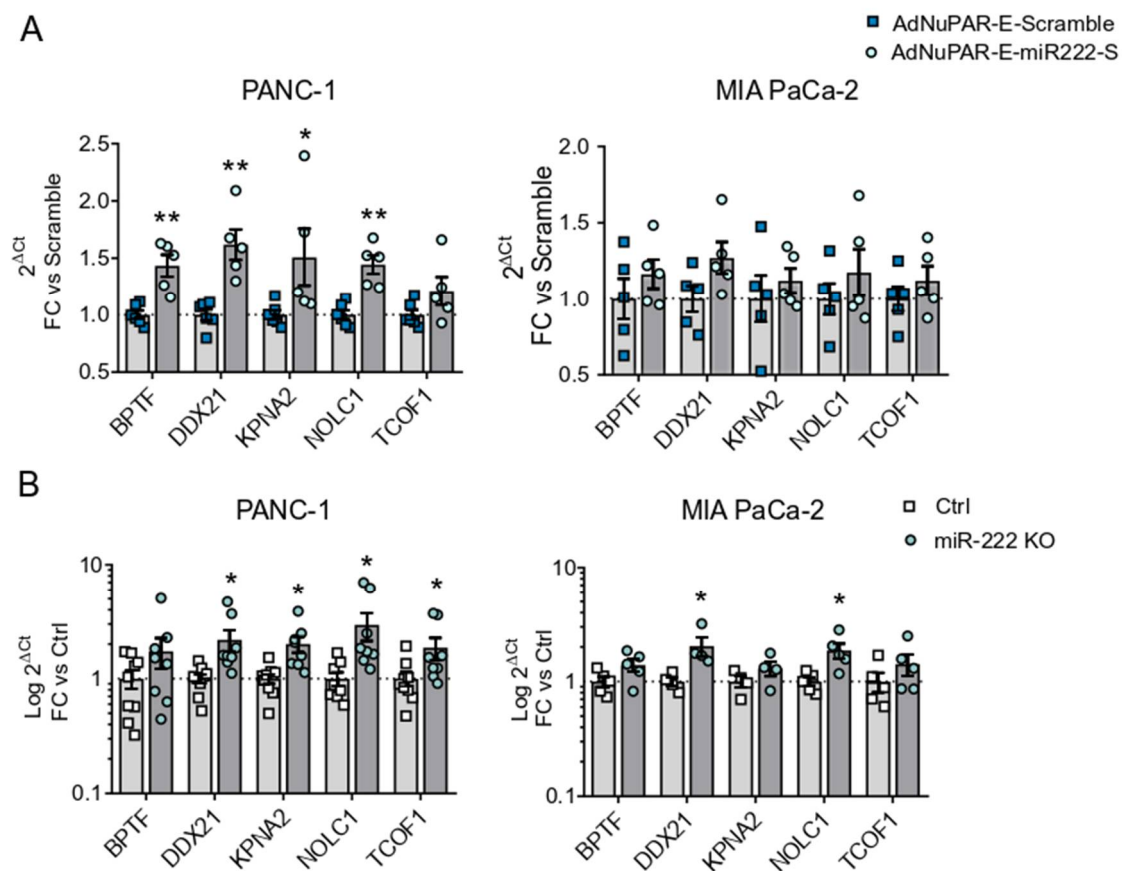 A
AdNuPAR-E-Scramble
AdNuPAR-E-miR222-S
PANC-1
MIA PaCa-2
2^ΔCt
FC vs Scramble
2.5
2.0
1.5
1.0
0.5
**
**
*
**
BPTF
DDX21
KPNA2
NOLC1
TCOF1
2^ΔCt
FC vs Scramble
2.0
1.5
1.0
0.5
BPTF
DDX21
KPNA2
NOLC1
TCOF1
B
PANC-1
MIA PaCa-2
Ctrl
miR-222 KO
Log 2^ΔCt
FC vs Ctrl
10
1
0.1
*
*
*
*
BPTF
DDX21
KPNA2
NOLC1
TCOF1
Log 2^ΔCt
FC vs Ctrl
10
1
0.1
*
*
BPTF
DDX21
KPNA2
NOLC1
TCOF1